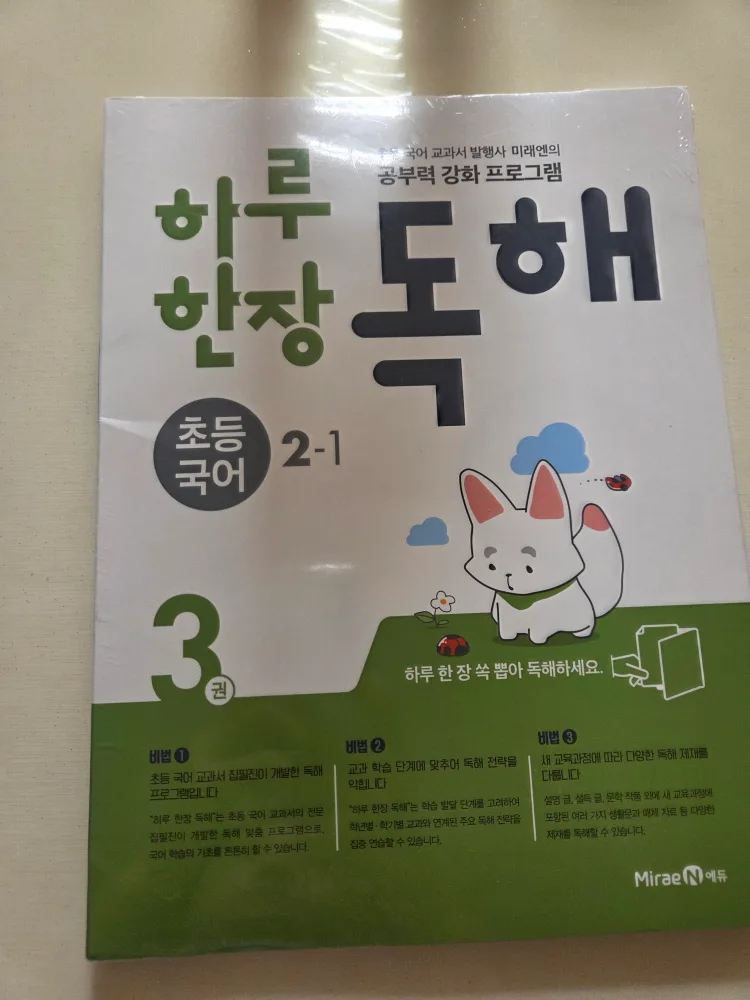 초등 국어 교과서 발행사 미래엔의
공부력 강화 프로그램
하루
한장
독해
초등
국어
2-1
3권
하루 한 장 쏙 뽑아 독해하세요.
비법 1
초등 국어 교과서 집필진이 개발한 독해
프로그램입니다
"하루 한장 독해"는 초등 국어 교과서의 전문
집필진이 개발한 독해 맞춤 프로그램으로,
국어 학습의 기초를 튼튼히 할 수 있습니다.
비법 2
교과 학습 단계에 맞추어 독해 전략을
익힙니다
"하루 한장 독해"는 학습 발달 단계를 고려하여
학년별·학기별 교과와 연계된 주요 독해 전략을
집중 연습할 수 있습니다.
비법 3
새 교육과정에 따라 다양한 독해 제재를
다룹니다
설명 글, 설득 글, 문학 작품 외에 새 교육과정에
포함된 여러 가지 생활문과 매체 자료 등 다양한
제재를 독해할 수 있습니다.
Mirae N 에듀